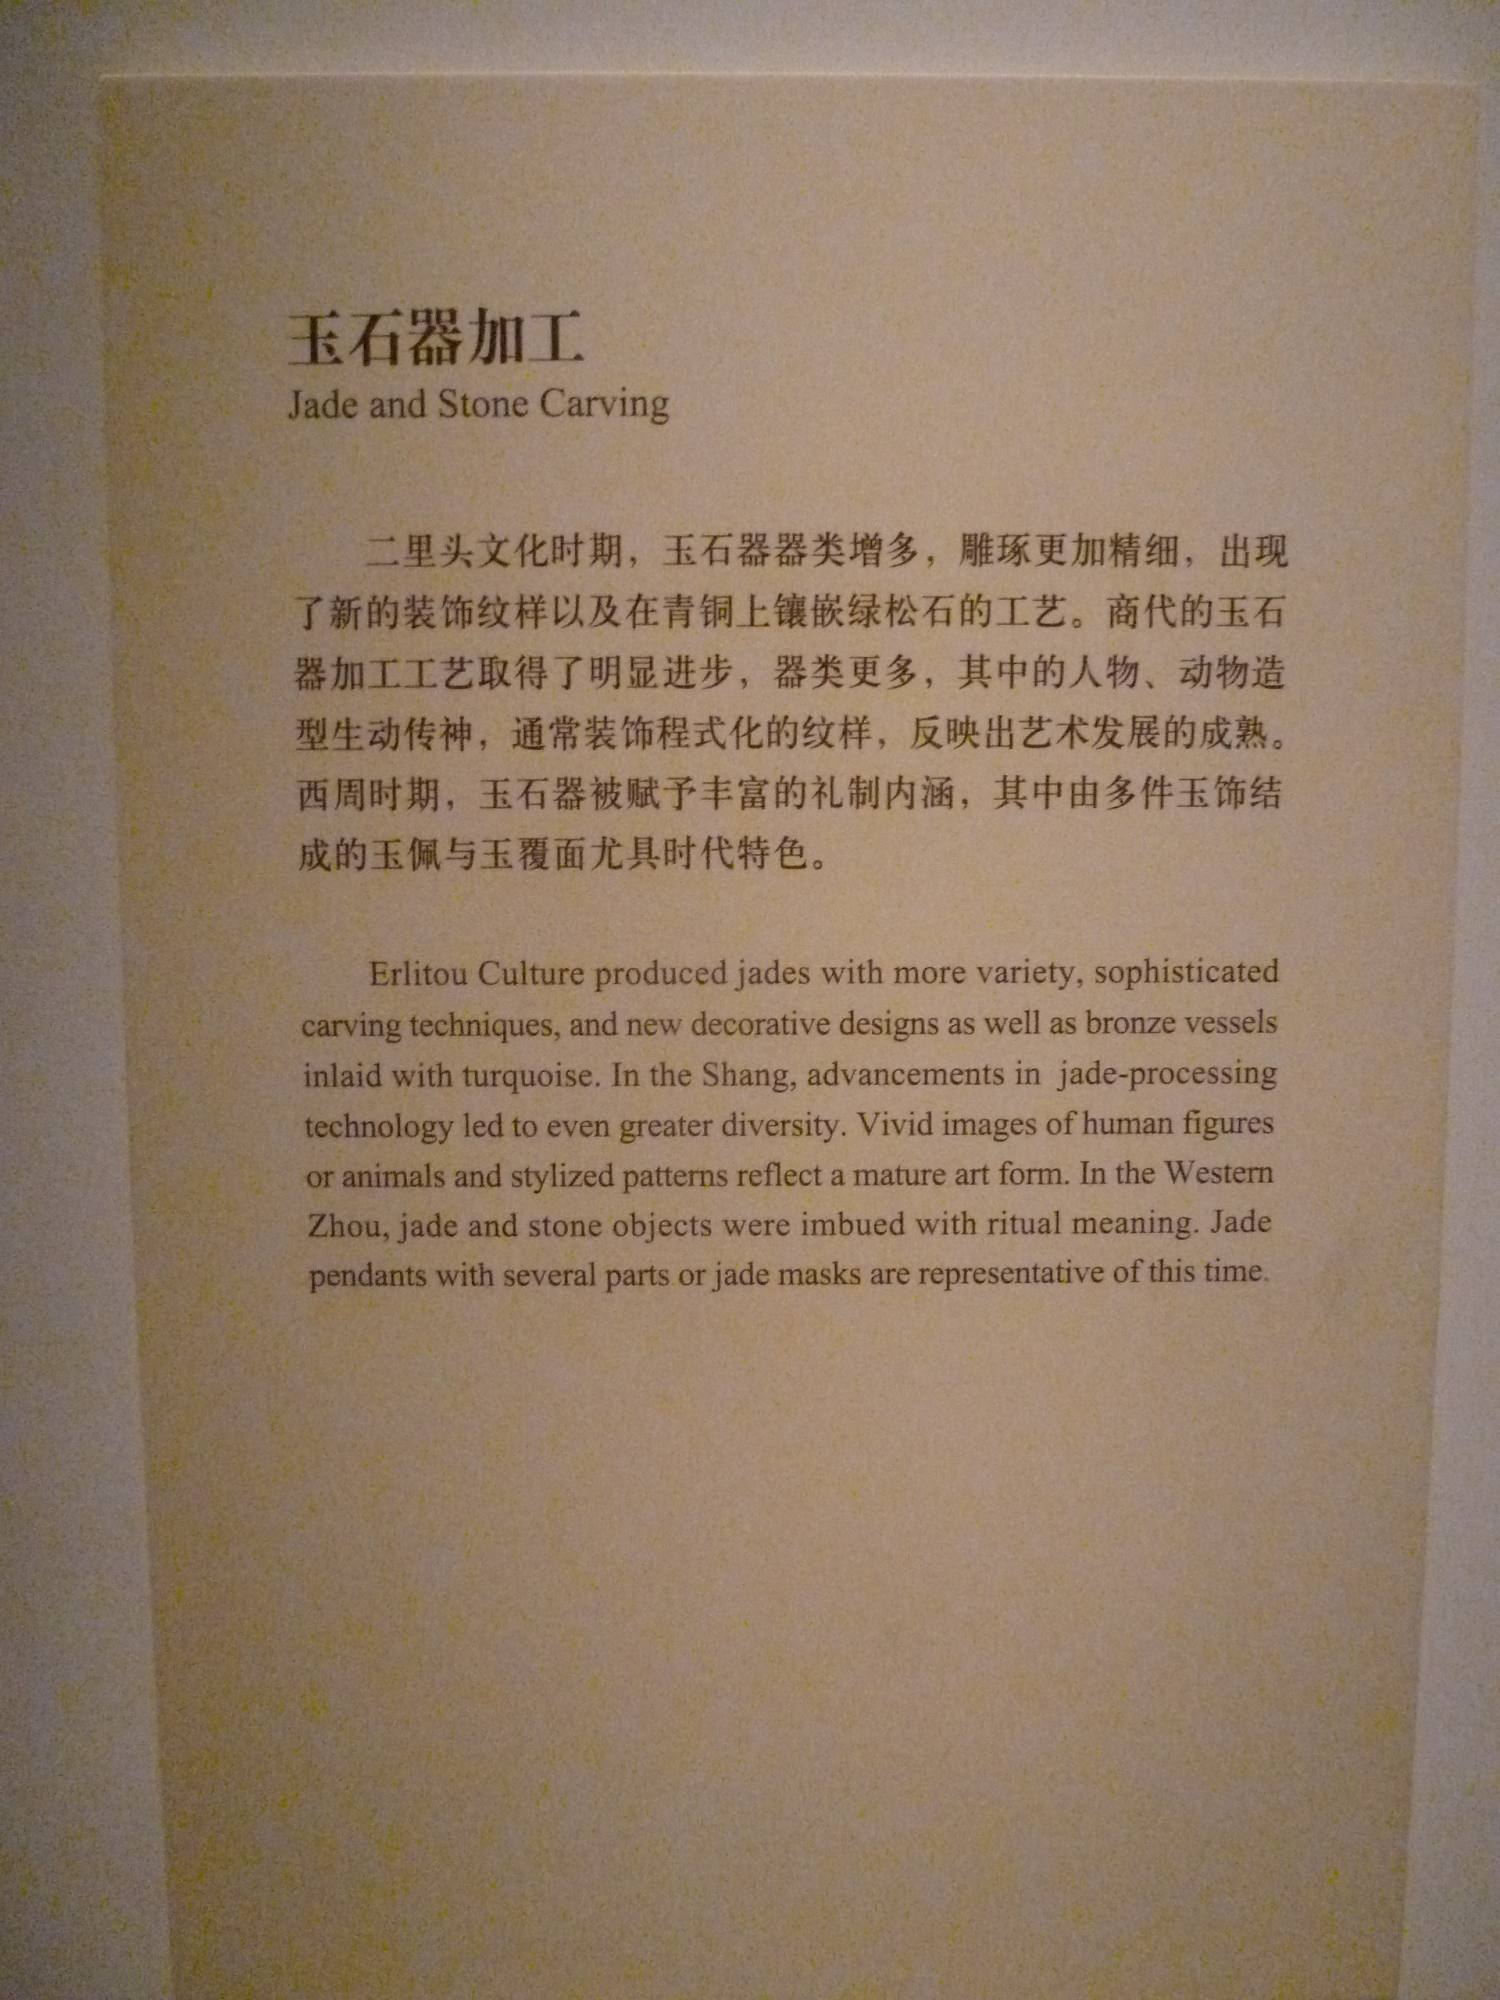 玉石器加工
Jade and Stone Carving
二里头文化时期，玉石器器类增多，雕琢更加精细，出现
了新的装饰纹样以及在青铜上镶嵌绿松石的工艺。商代的玉石
器加工工艺取得了明显进步，器类更多，其中的人物、动物造
型生动传神，通常装饰程式化的纹样，反映出艺术发展的成熟。
西周时期，玉石器被赋予丰富的礼制内涵，其中由多件玉饰结
成的玉佩与玉覆面尤具时代特色。
Erlitou Culture produced jades with more variety, sophisticated
carving techniques, and new decorative designs as well as bronze vessels
inlaid with turquoise. In the Shang, advancements in jade-processing
technology led to even greater diversity. Vivid images of human figures
or animals and stylized patterns reflect a mature art form. In the Western
Zhou, jade and stone objects were imbued with ritual meaning. Jade
pendants with several parts or jade masks are representative of this time.